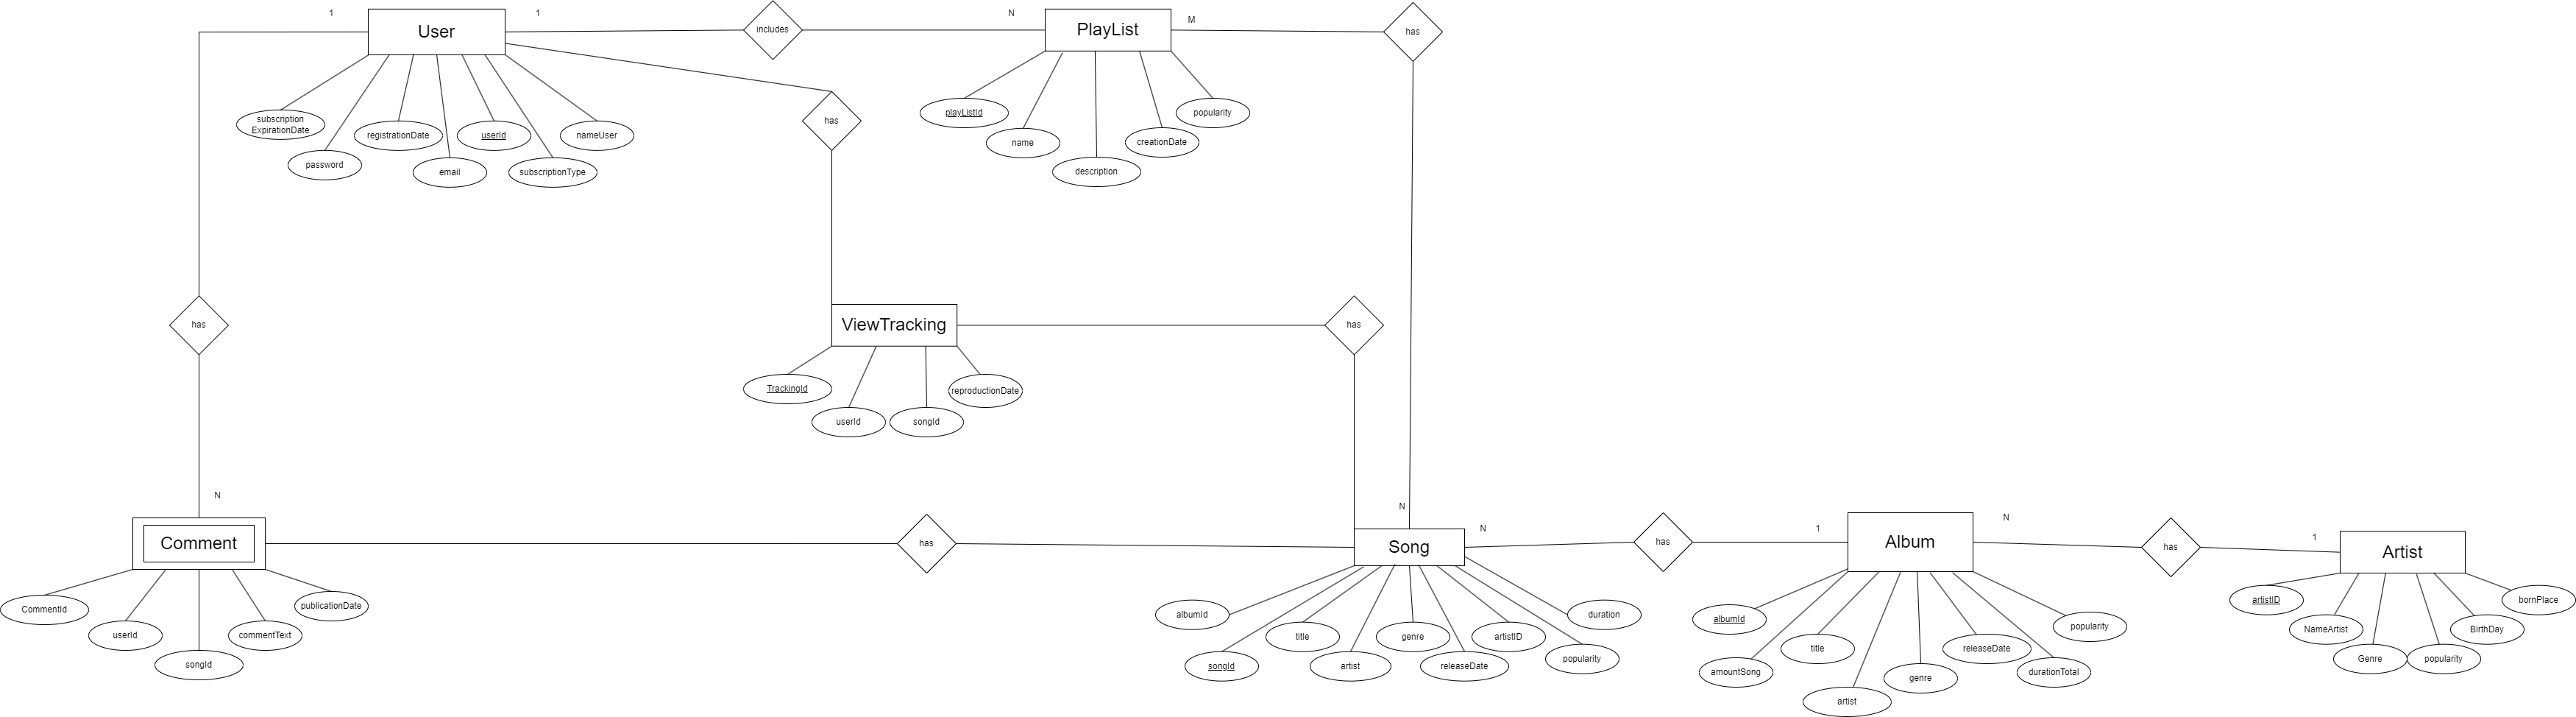 1
User
1
includes
N
PlayList
M
has
subscription
ExpirationDate
password
registrationDate
email
userId
subscriptionType
nameUser
has
playListId
name
description
creationDate
popularity
has
ViewTracking
has
TrackingId
userId
songId
reproductionDate
N
Comment
has
N
Song
N
has
1
Album
N
has
1
Artist
CommentId
userId
songId
commentText
publicationDate
albumId
songId
title
artist
genre
releaseDate
artistID
popularity
duration
albumId
amountSong
title
artist
genre
releaseDate
durationTotal
popularity
artistID
NameArtist
Genre
popularity
BirthDay
bornPlace